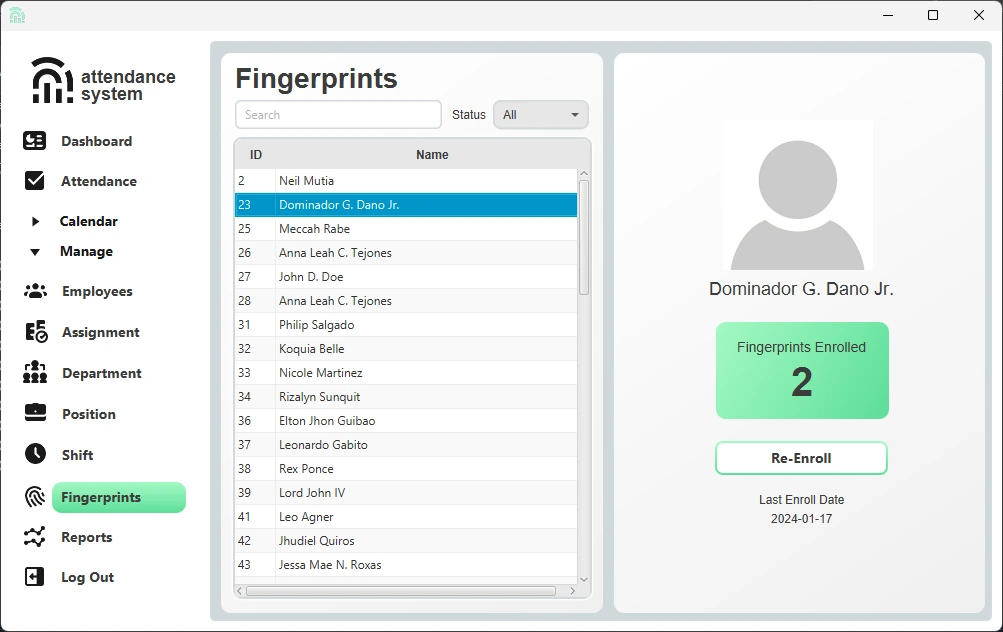 attendance
system
Dashboard
Attendance
Calendar
Manage
Employees
Assignment
Department
Position
Shift
Fingerprints
Reports
Log Out
Fingerprints
Search
Status
All
ID Name
2 Neil Mutia
23 Dominador G. Dano Jr.
25 Meccah Rabe
26 Anna Leah C. Tejones
27 John D. Doe
28 Anna Leah C. Tejones
31 Philip Salgado
32 Koquia Belle
33 Nicole Martinez
34 Rizalyn Sunquit
36 Elton Jhon Guibao
37 Leonardo Gabito
38 Rex Ponce
39 Lord John IV
41 Leo Agner
42 Jhudiel Quiros
43 Jessa Mae N. Roxas
Dominador G. Dano Jr.
Fingerprints Enrolled
2
Re-Enroll
Last Enroll Date
2024-01-17